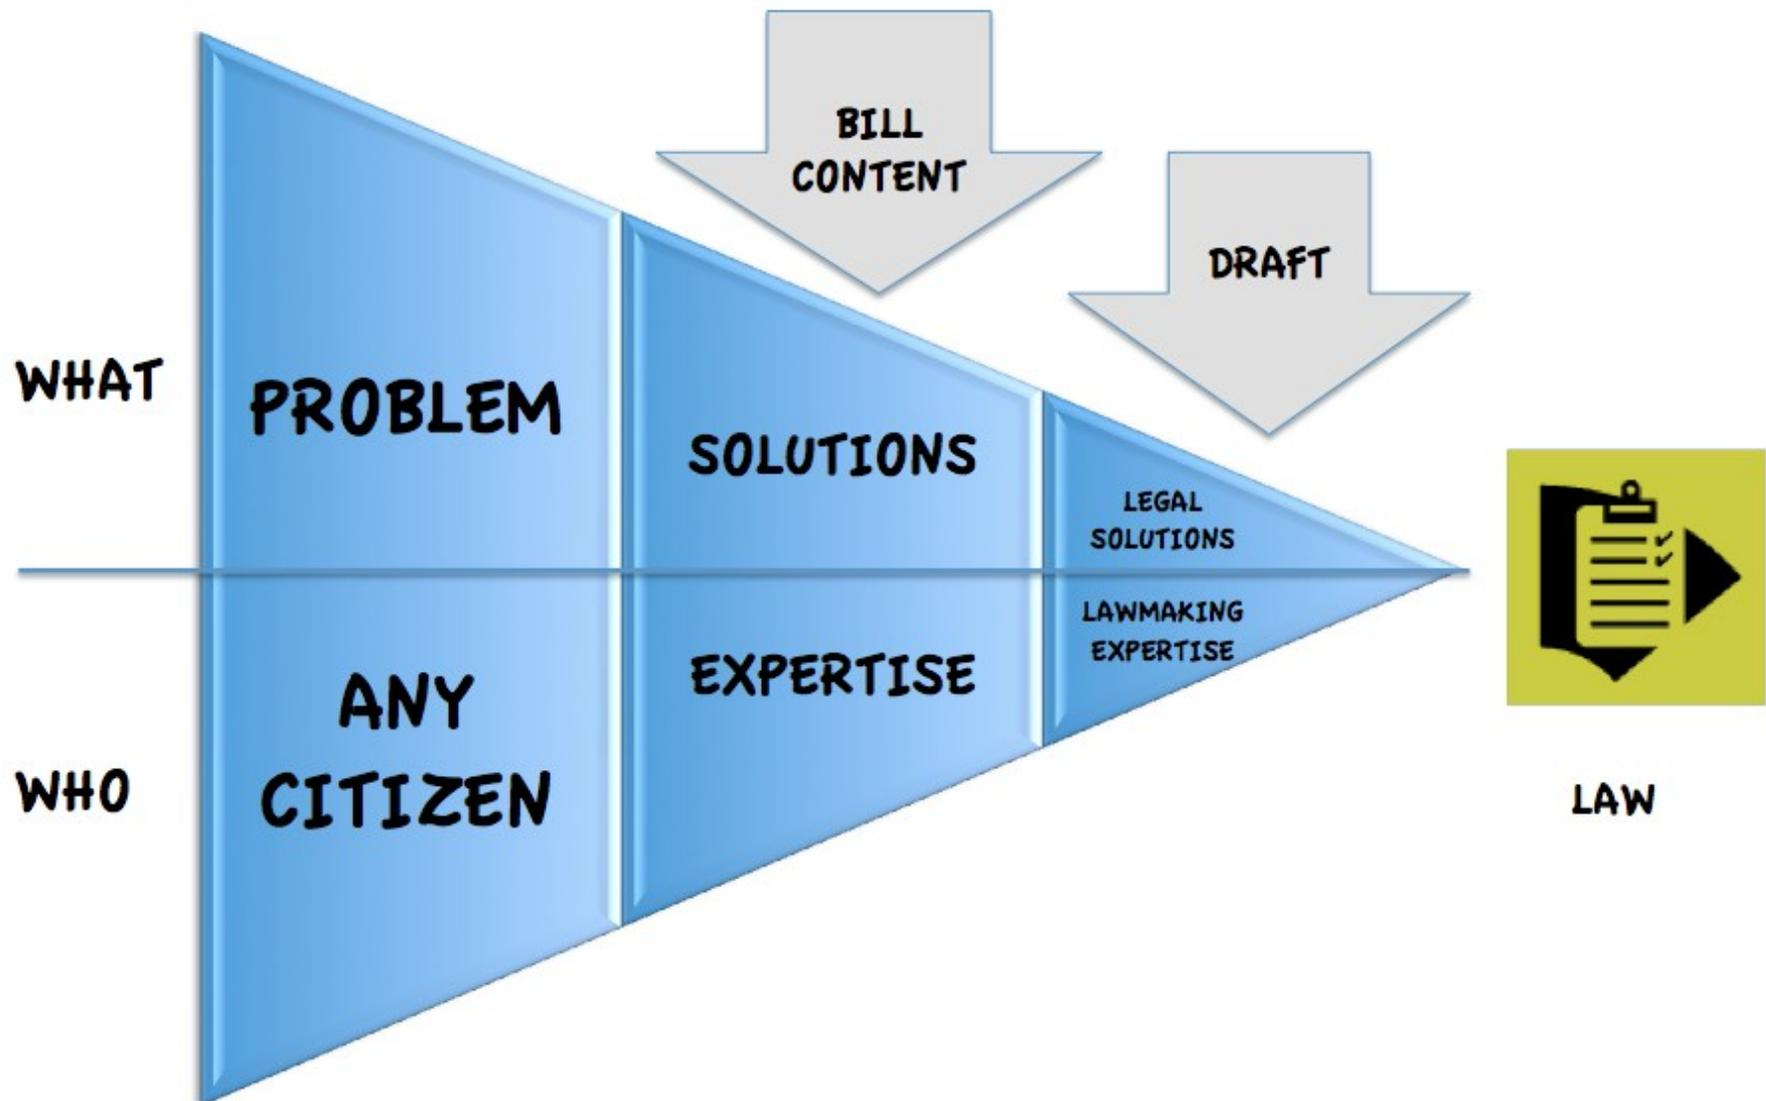 BILL
CONTENT
DRAFT
WHAT
PROBLEM
SOLUTIONS
LEGAL
SOLUTIONS
WHO
ANY
CITIZEN
EXPERTISE
LAWMAKING
EXPERTISE
LAW